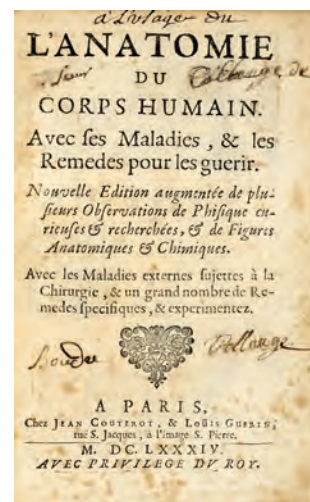 à L'usage Du
L'ANATOMIE
DU
CORPS HUMAIN.
Avec ſes Maladies, & les
Remedes pour les guerir.
Nouvelle Edition augmentée de plu-
ſieurs Obſervations de Phiſique cu-
rieuſes & recherchées, & de Figures
Anatomiques & Chimiques.
Avec les Maladies externes ſujettes à la
Chirurgie, & un grand nombre de Re-
medes ſpecifiques, & experimentez.
A PARIS,
Chez JEAN COUTEROT, & LOÜIS GUERIN,
ruë S. Jacques, à l'image S. Pierre.
M. DC. LXXXIV.
AVEC PRIVILEGE DV ROY.